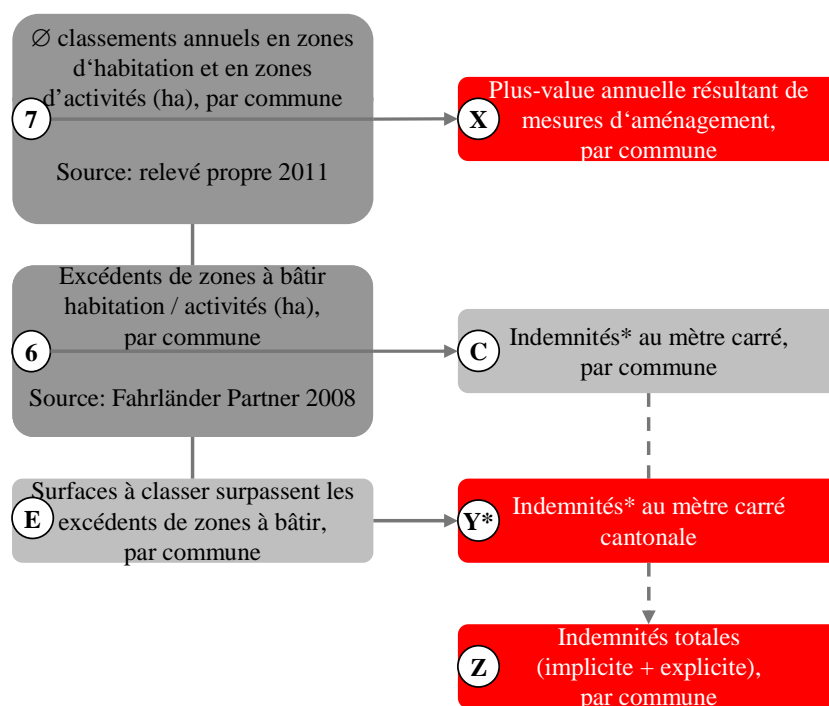 ∅ classements annuels en zones
d‘habitation et en zones
d’activités (ha), par commune
7
Source: relevé propre 2011
Plus-value annuelle résultant de
mesures d‘aménagement,
par commune
X
Excédents de zones à bâtir
habitation / activités (ha),
par commune
6
Source: Fahrländer Partner 2008
Indemnités* au mètre carré,
par commune
C
Surfaces à classer surpassent les
excédents de zones à bâtir,
par commune
E
Indemnités* au mètre carré
cantonale
Y*
Indemnités totales
(implicite + explicite),
par commune
Z